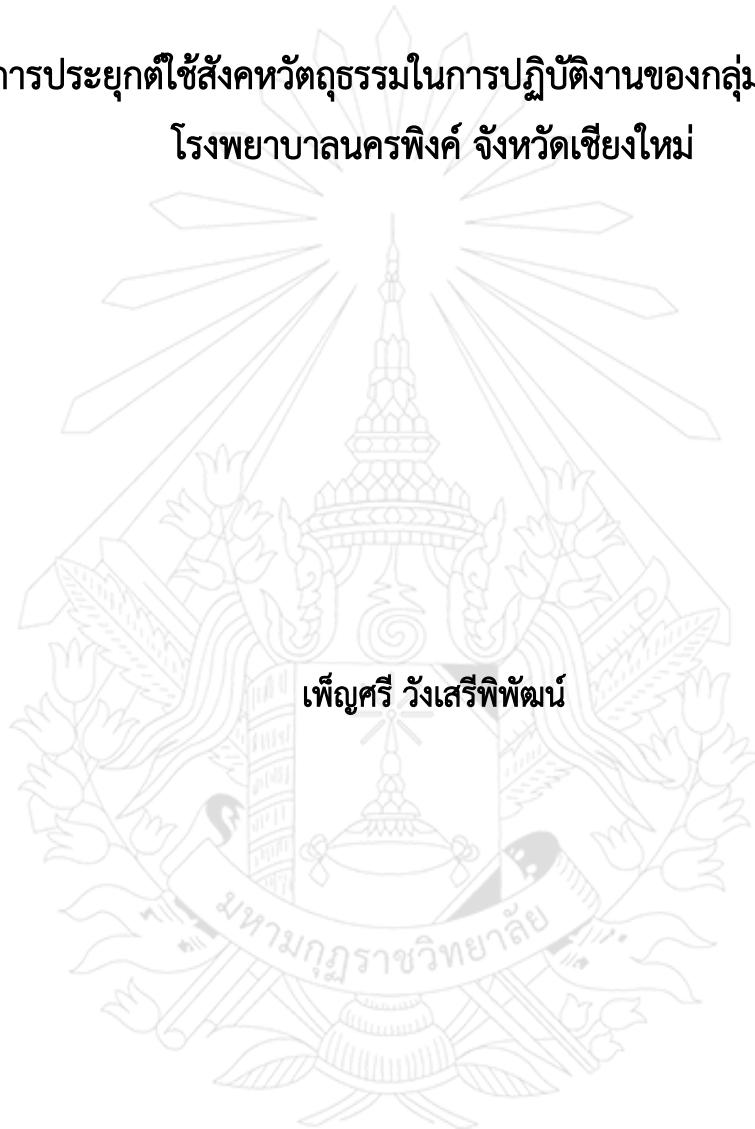 การประยุกต์ใช้สังคหวัตถุธรรมในการปฏิบัติงานของกลุ่ม
โรงพยาบาลนครพิงค์ จังหวัดเชียงใหม่
เพ็ญศรี วังเสรีพิพัฒน์
มหามกุฏราชวิทยาลัย